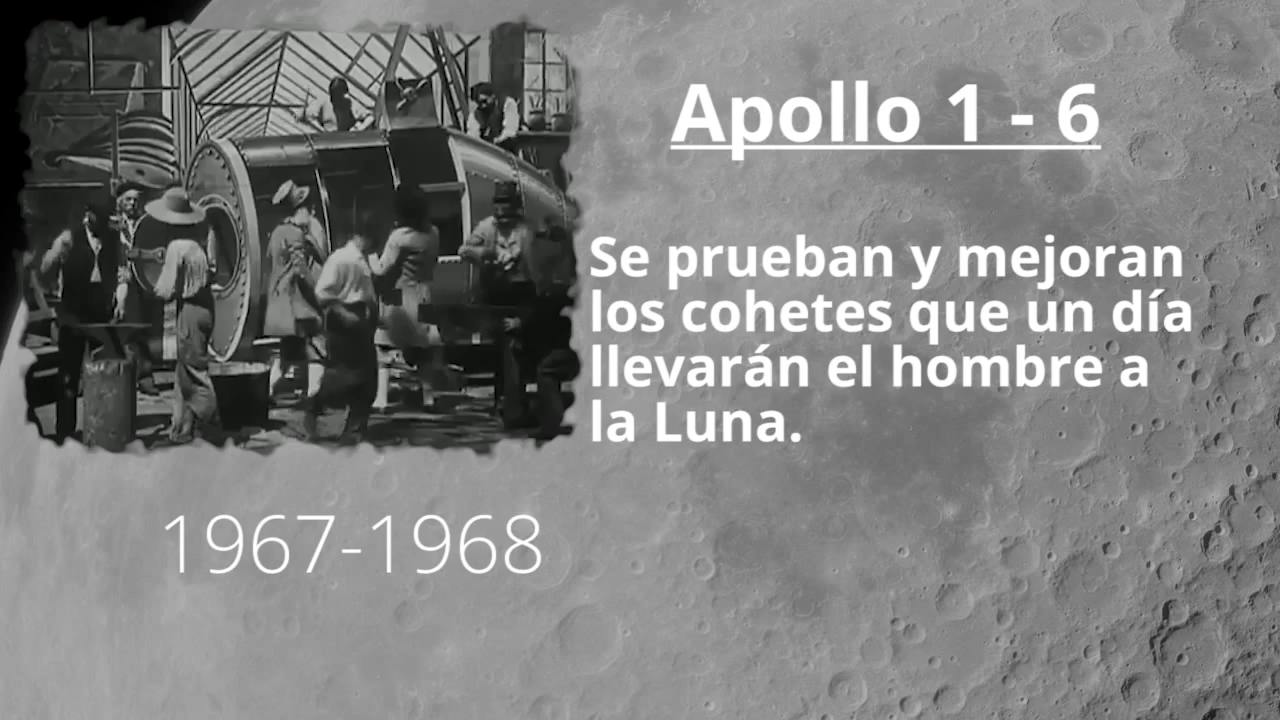 Apollo 1 - 6
Se prueban y mejoran
los cohetes que un día
llevarán el hombre a
la Luna.
1967-1968